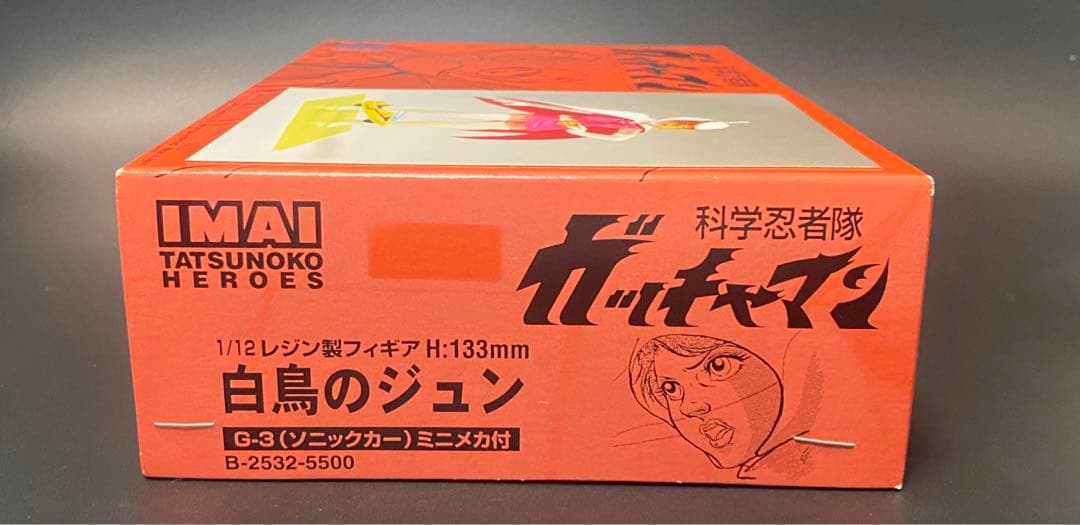 IMAI
TATSUNOKO
HEROES
科学忍者隊
ガッチャマン
1/12レジン製フィギア H:133mm
白鳥のジュン
G-3(ソニックカー)ミニメカ付
B-2532-5500